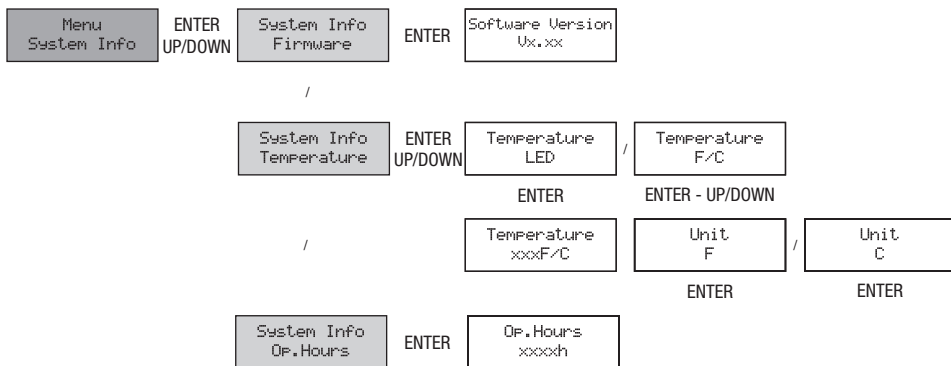 Menu
System Info
ENTER
UP/DOWN
System Info
Firmware
ENTER
Software Version
Vx.xx
/
System Info
Temperature
ENTER
UP/DOWN
Temperature
LED
/
Temperature
F/C
ENTER
ENTER - UP/DOWN
/
Temperature
xxxF/C
Unit
F
/
Unit
C
ENTER
ENTER
System Info
Op.Hours
ENTER
Op.Hours
xxxxh